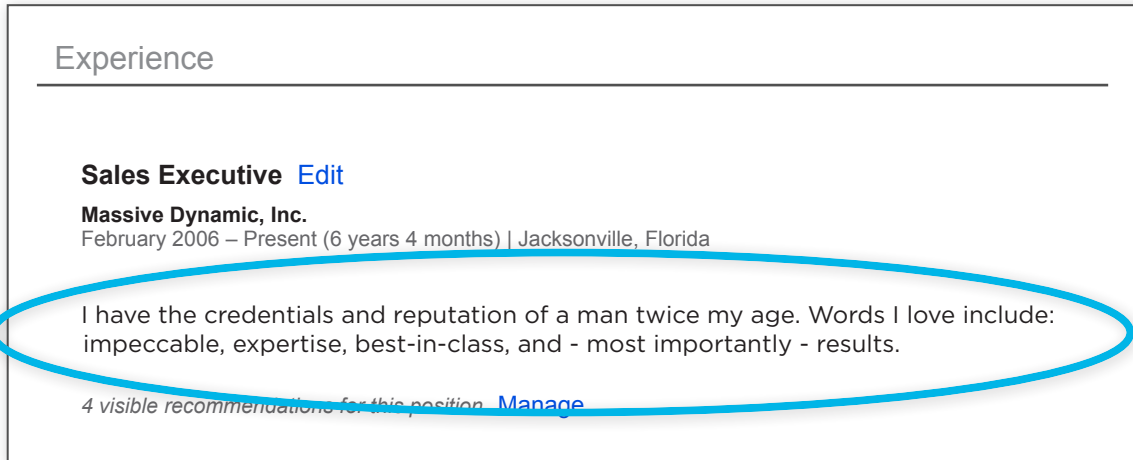 Experience
Sales Executive Edit
Massive Dynamic, Inc.
February 2006 – Present (6 years 4 months) | Jacksonville, Florida
I have the credentials and reputation of a man twice my age. Words I love include:
impeccable, expertise, best-in-class, and - most importantly - results.
4 visible recommendations for this position Manage